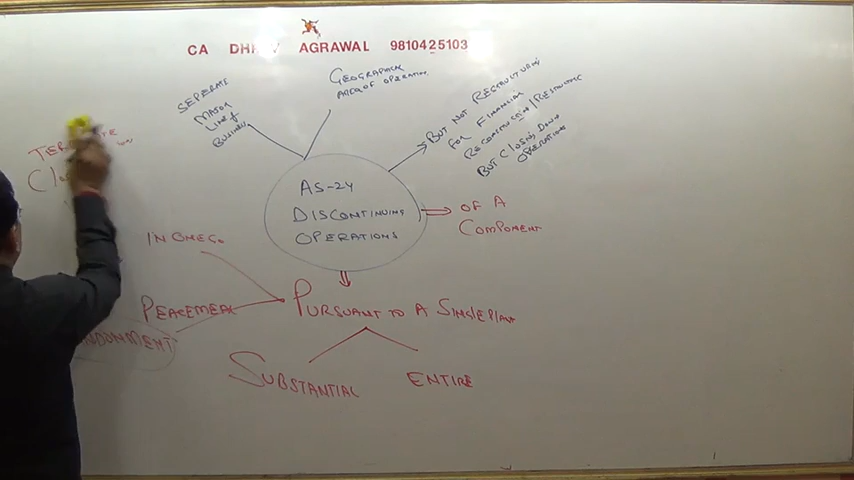 CA AGRAWAL 9810425103
SEPERATE
MAJOR
LINE of
BUSINESS
GEOGRAPHICAL
AREA OF OPERATION
BUT NOT RESTRUCTURING
FOR FINANCIAL
RECONSTRUCTION / RESTRUCTURE
BUT CLOSING DOWN
OPERATIONS
AS-24
DISCONTINUING
OPERATIONS
OF A
COMPONENT
IN ONE GO
PEACEMEAL
PURSUANT TO A SINGLE PLAN
SUBSTANTIAL
ENTIRE